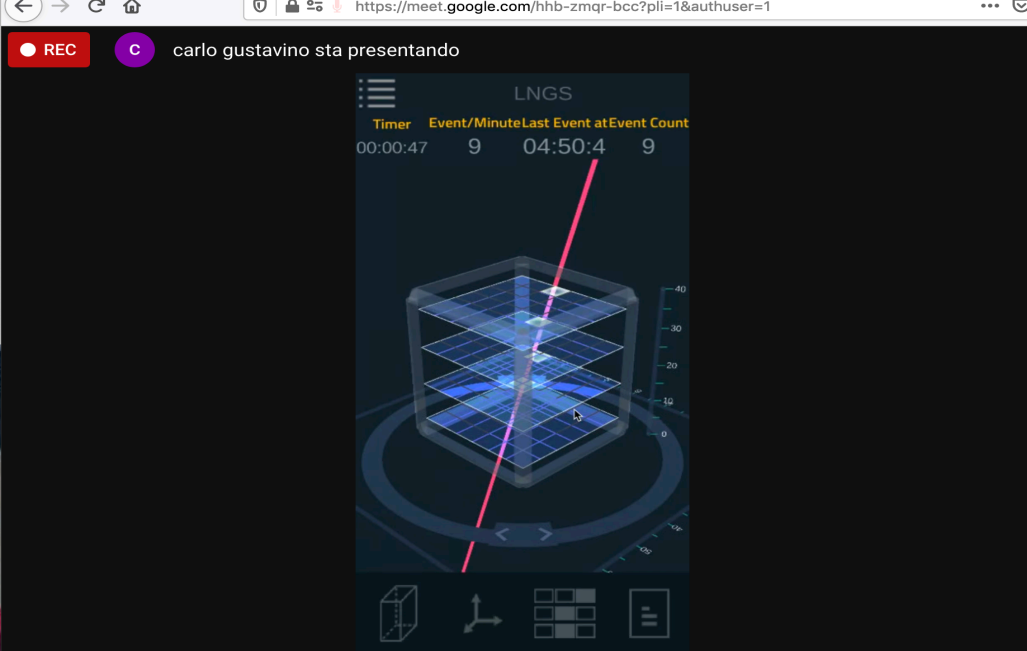 https://meet.google.com/hhb-zmqr-bcc?pli=1&authuser=1
REC
C
carlo gustavino sta presentando
LNGS
Timer Event/Minute Last Event at Event Count
00:00:47 9 04:50:4 9
40
30
20
10
0